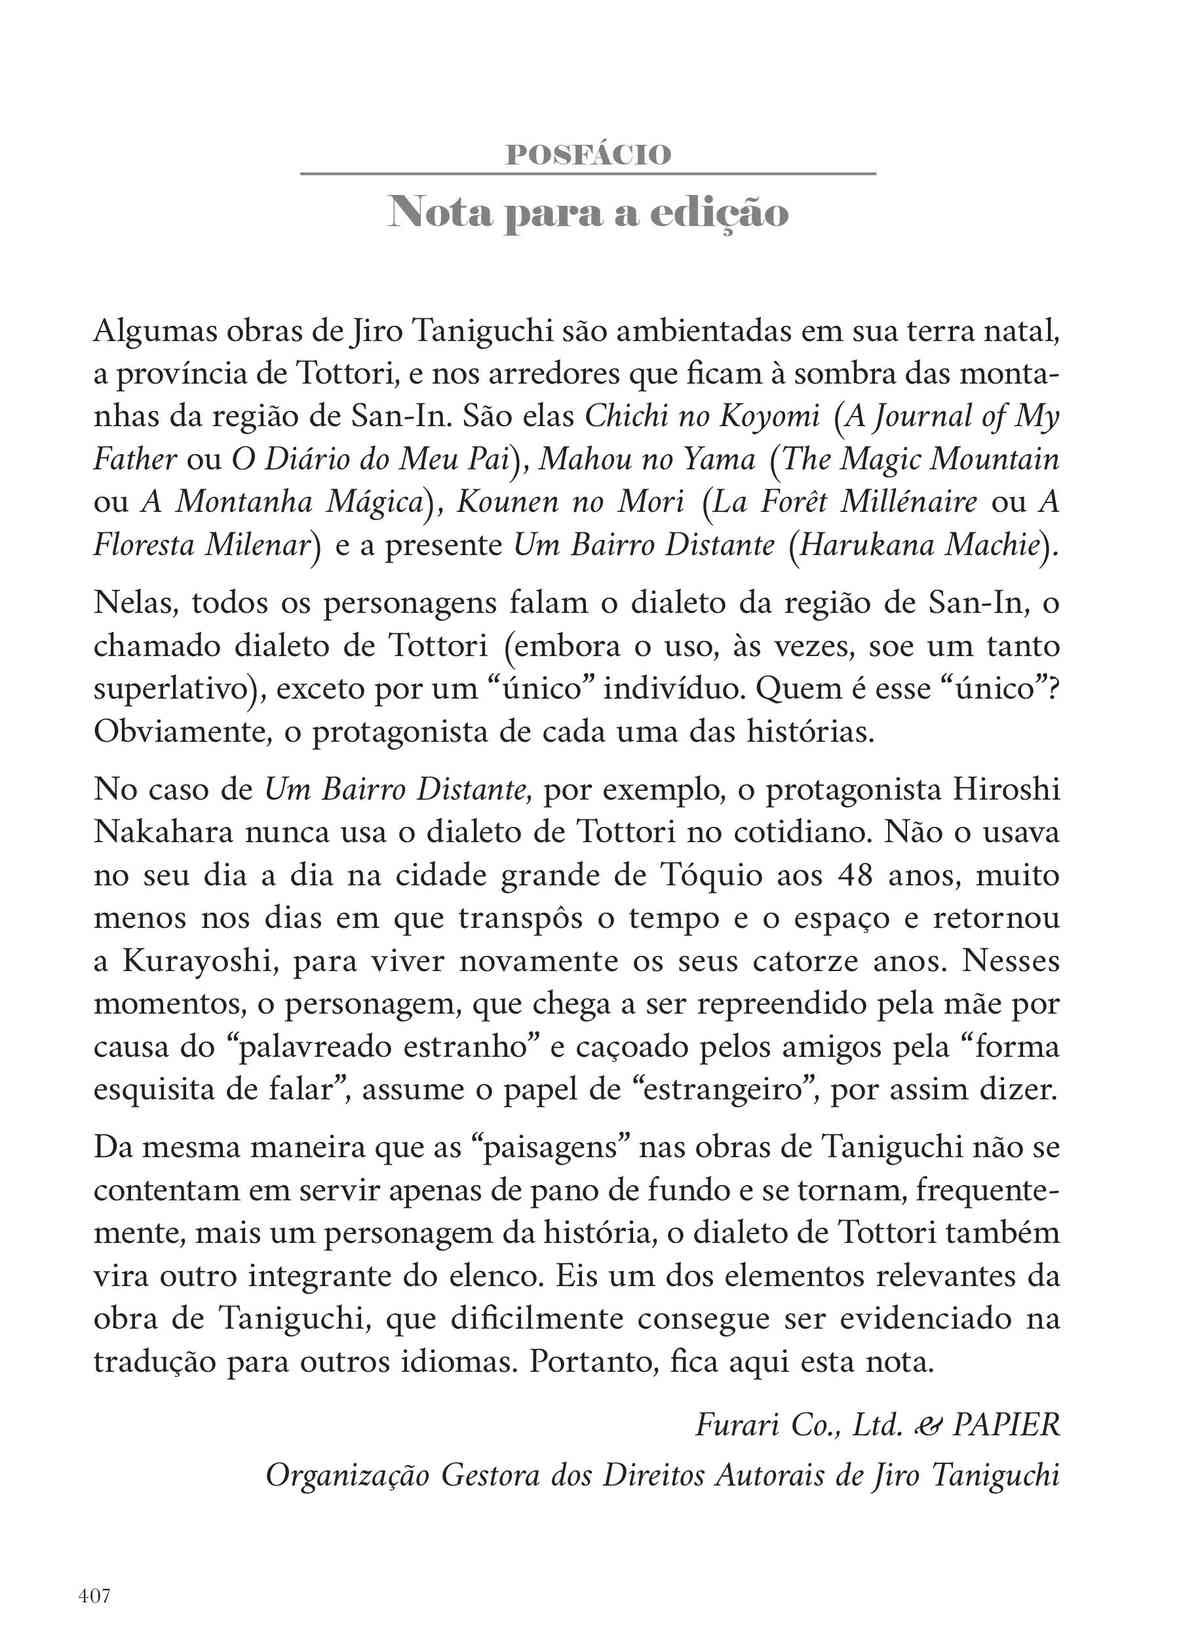 POSFÁCIO
Nota para a edição
Algumas obras de Jiro Taniguchi são ambientadas em sua terra natal,
a província de Tottori, e nos arredores que ficam à sombra das monta-
nhas da região de San-In. São elas Chichi no Koyomi (A Journal of My
Father ou O Diário do Meu Pai), Mahou no Yama (The Magic Mountain
ou A Montanha Mágica), Kounen no Mori (La Forêt Millénaire ou A
Floresta Milenar) e a presente Um Bairro Distante (Harukana Machie).
Nelas, todos os personagens falam o dialeto da região de San-In, o
chamado dialeto de Tottori (embora o uso, às vezes, soe um tanto
superlativo), exceto por um “único” indivíduo. Quem é esse “único”?
Obviamente, o protagonista de cada uma das histórias.
No caso de Um Bairro Distante, por exemplo, o protagonista Hiroshi
Nakahara nunca usa o dialeto de Tottori no cotidiano. Não o usava
no seu dia a dia na cidade grande de Tóquio aos 48 anos, muito
menos nos dias em que transpôs o tempo e o espaço e retornou
a Kurayoshi, para viver novamente os seus catorze anos. Nesses
momentos, o personagem, que chega a ser repreendido pela mãe por
causa do “palavreado estranho” e caçoado pelos amigos pela “forma
esquisita de falar”, assume o papel de “estrangeiro”, por assim dizer.
Da mesma maneira que as “paisagens” nas obras de Taniguchi não se
contentam em servir apenas de pano de fundo e se tornam, frequente-
mente, mais um personagem da história, o dialeto de Tottori também
vira outro integrante do elenco. Eis um dos elementos relevantes da
obra de Taniguchi, que dificilmente consegue ser evidenciado na
tradução para outros idiomas. Portanto, fica aqui esta nota.
Furari Co., Ltd. & PAPIER
Organização Gestora dos Direitos Autorais de Jiro Taniguchi
407